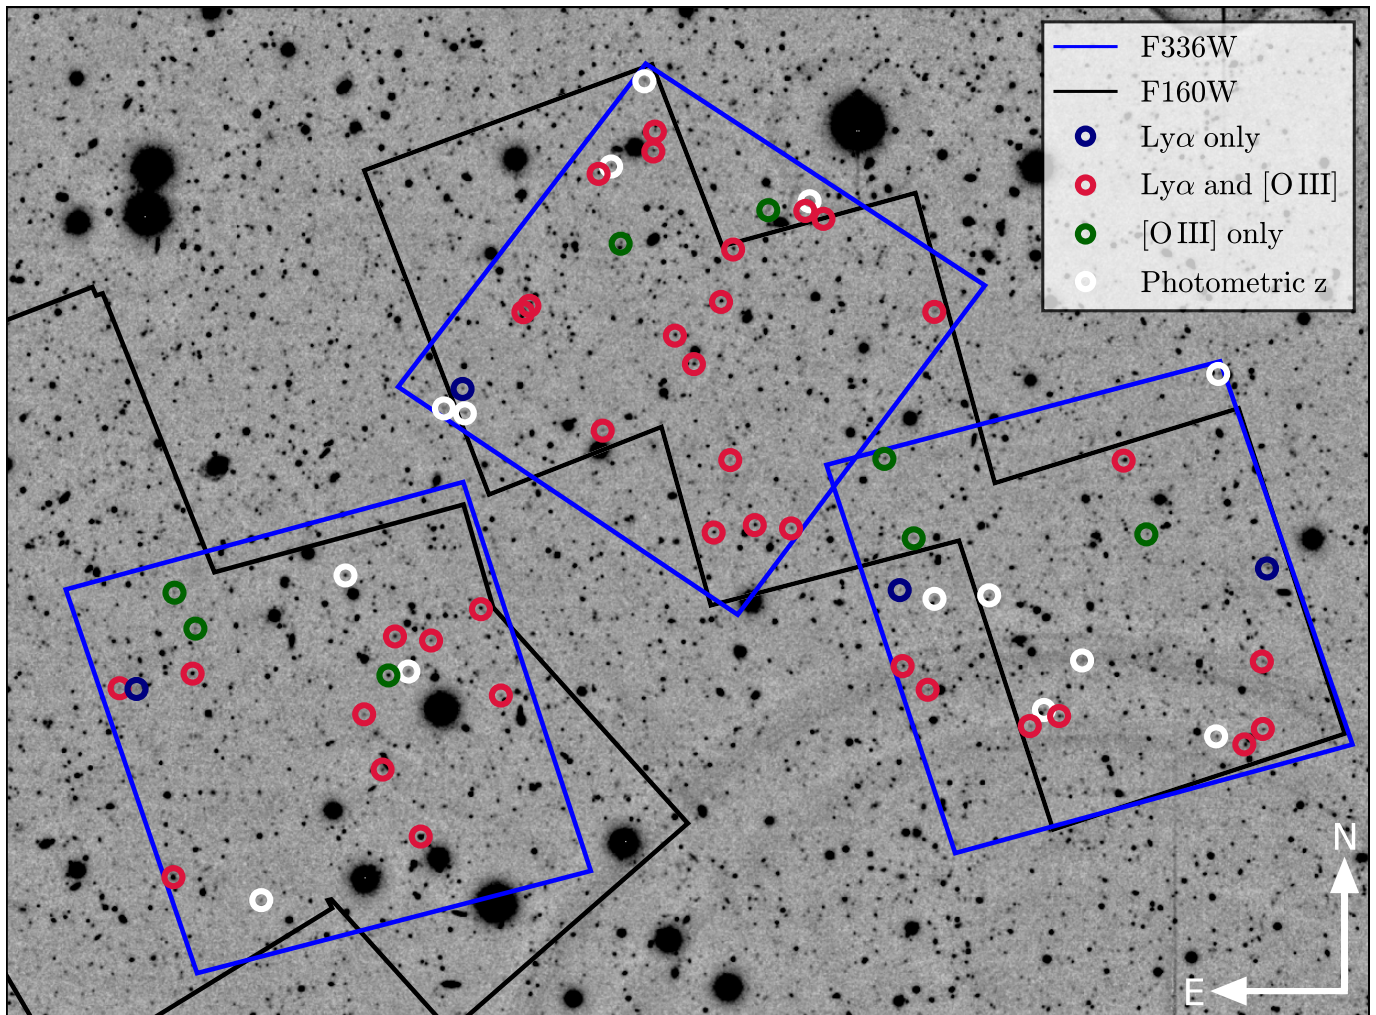 F336W
F160W
Lyα only
Lyα and [O III]
[O III] only
Photometric z
N
E